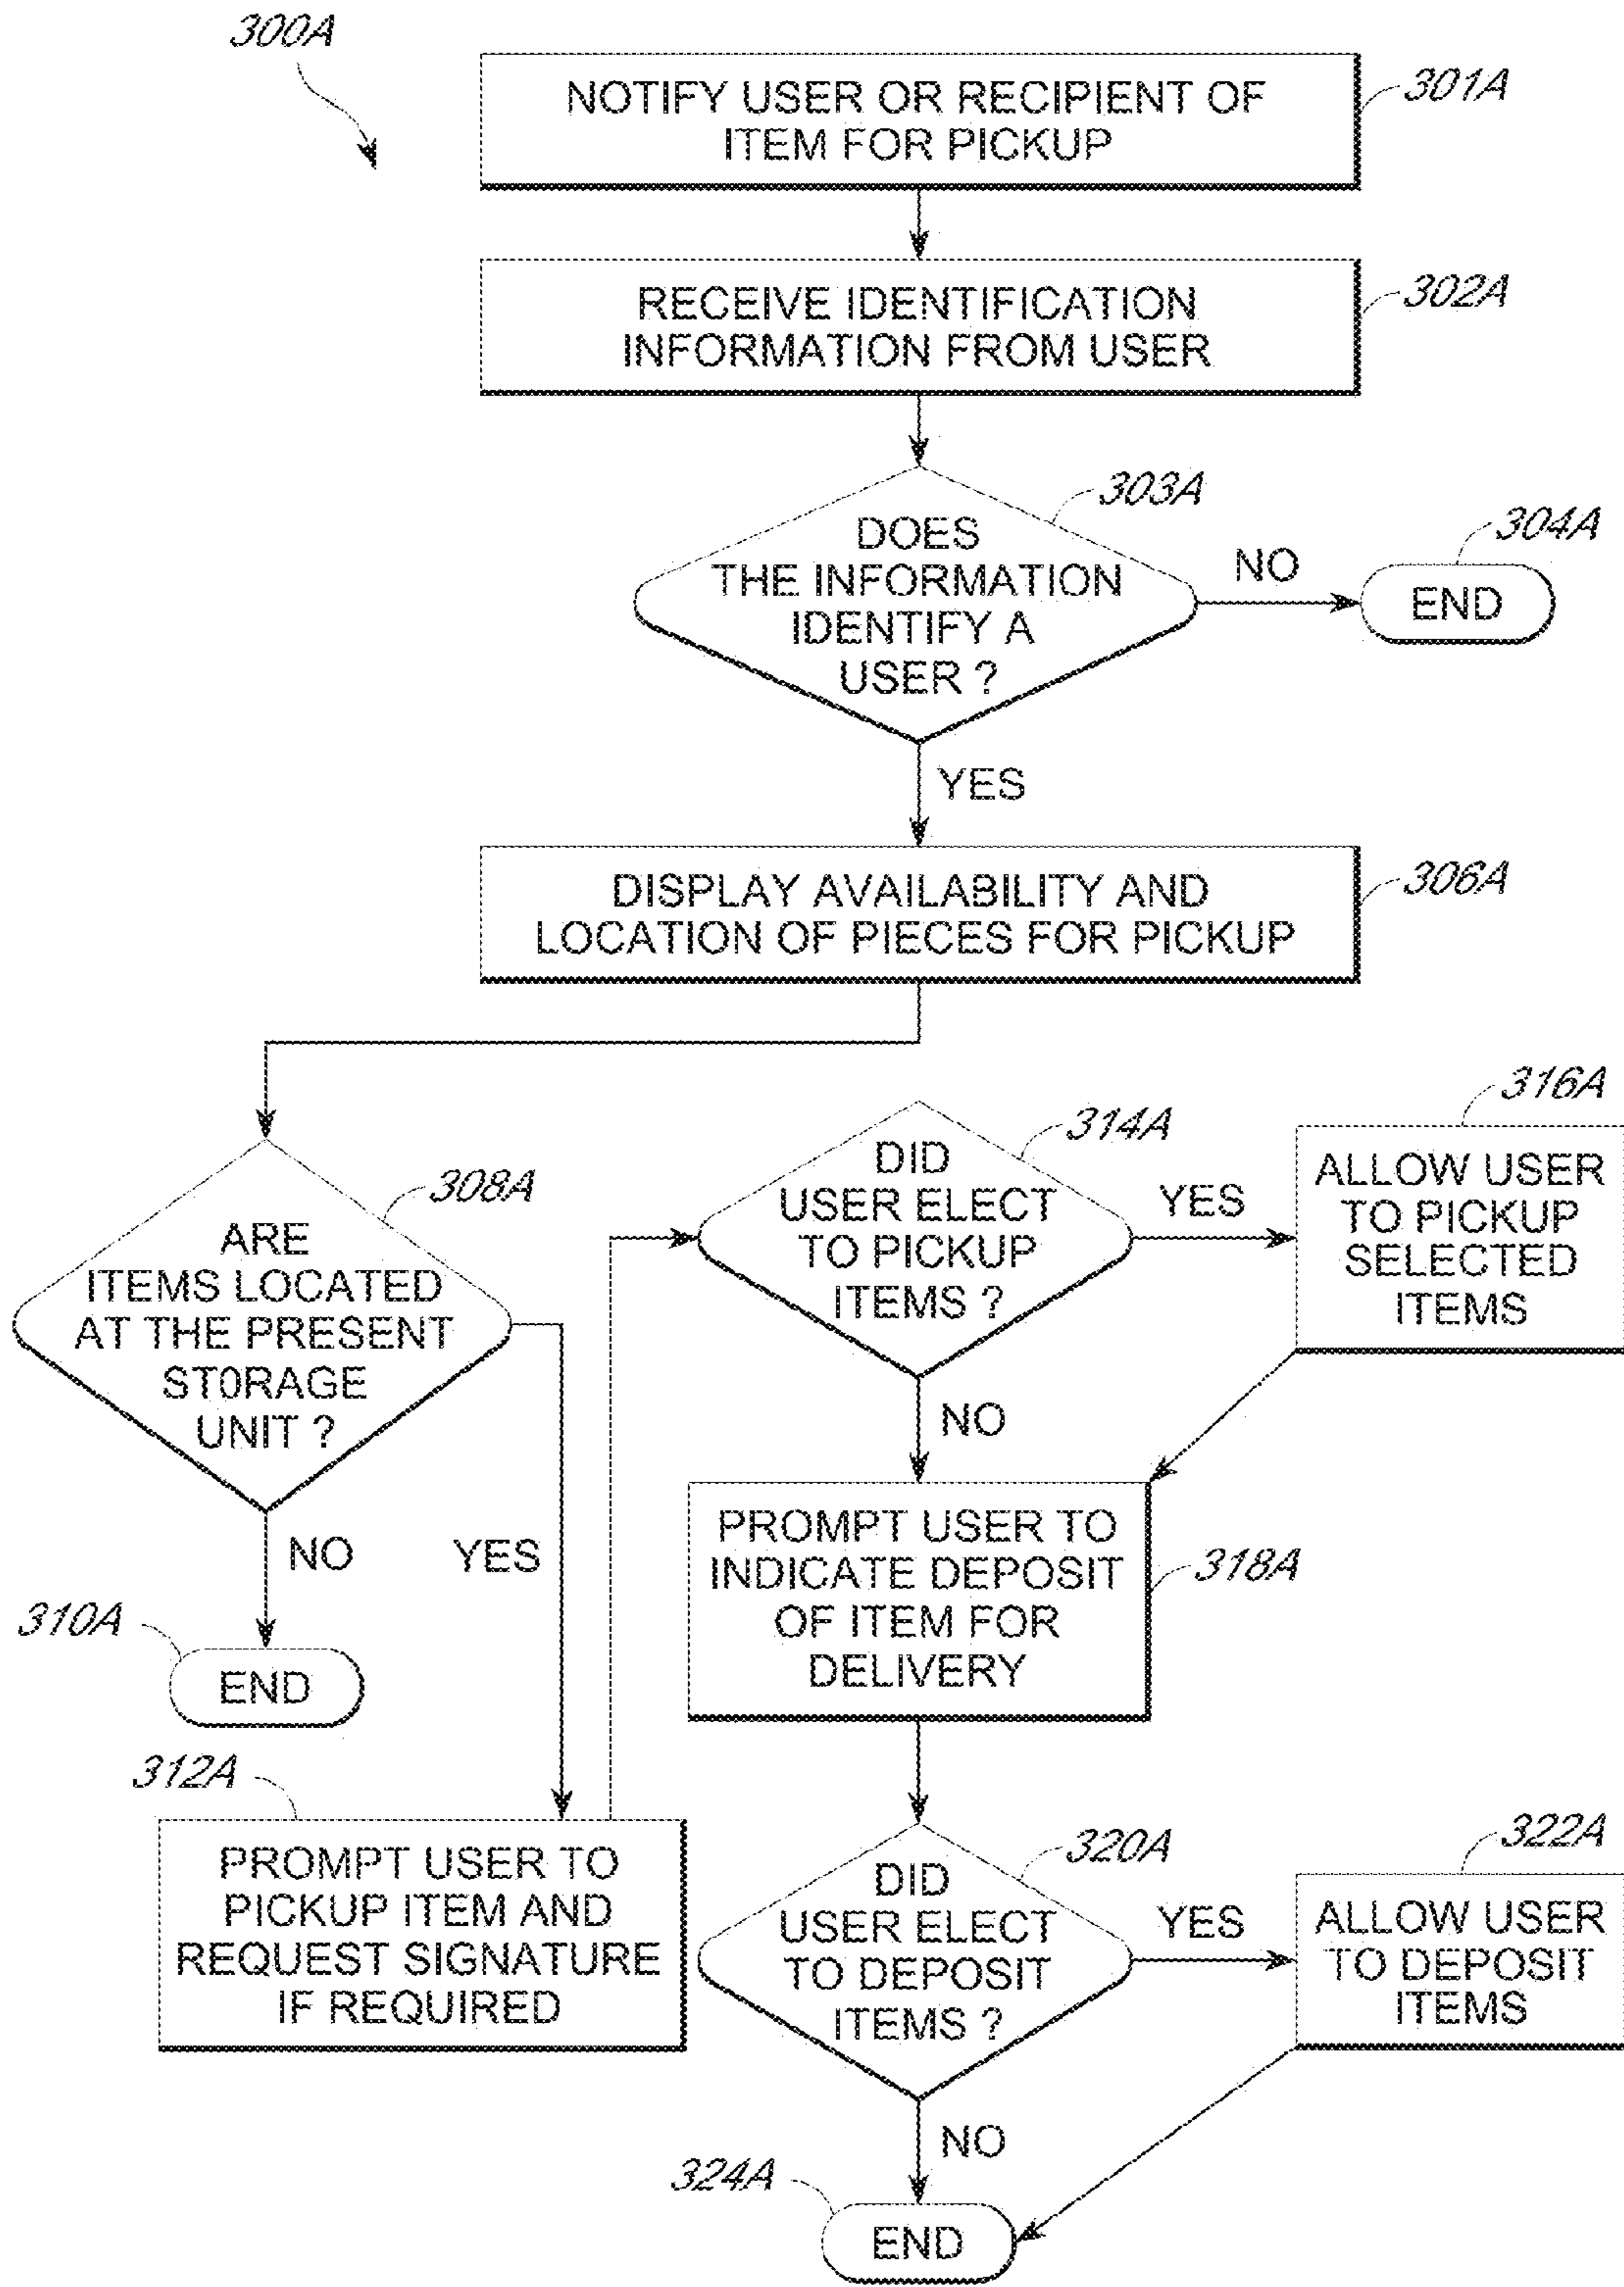 300A
NOTIFY USER OR RECIPIENT OF
ITEM FOR PICKUP
301A
RECEIVE IDENTIFICATION
INFORMATION FROM USER
302A
DOES
THE INFORMATION
IDENTIFY A
USER ?
303A
NO
END
304A
YES
DISPLAY AVAILABILITY AND
LOCATION OF PIECES FOR PICKUP
306A
ARE
ITEMS LOCATED
AT THE PRESENT
ST0RAGE
UNIT ?
308A
NO
END
310A
YES
312A
PROMPT USER TO
PICKUP ITEM AND
REQUEST SIGNATURE
IF REQUIRED
DID
USER ELECT
TO PICKUP
ITEMS ?
314A
YES
316A
ALLOW USER
TO PICKUP
SELECTED
ITEMS
NO
PROMPT USER TO
INDICATE DEPOSIT
OF ITEM FOR
DELIVERY
318A
DID
USER ELECT
TO DEPOSIT
ITEMS ?
320A
YES
322A
ALLOW USER
TO DEPOSIT
ITEMS
NO
324A
END